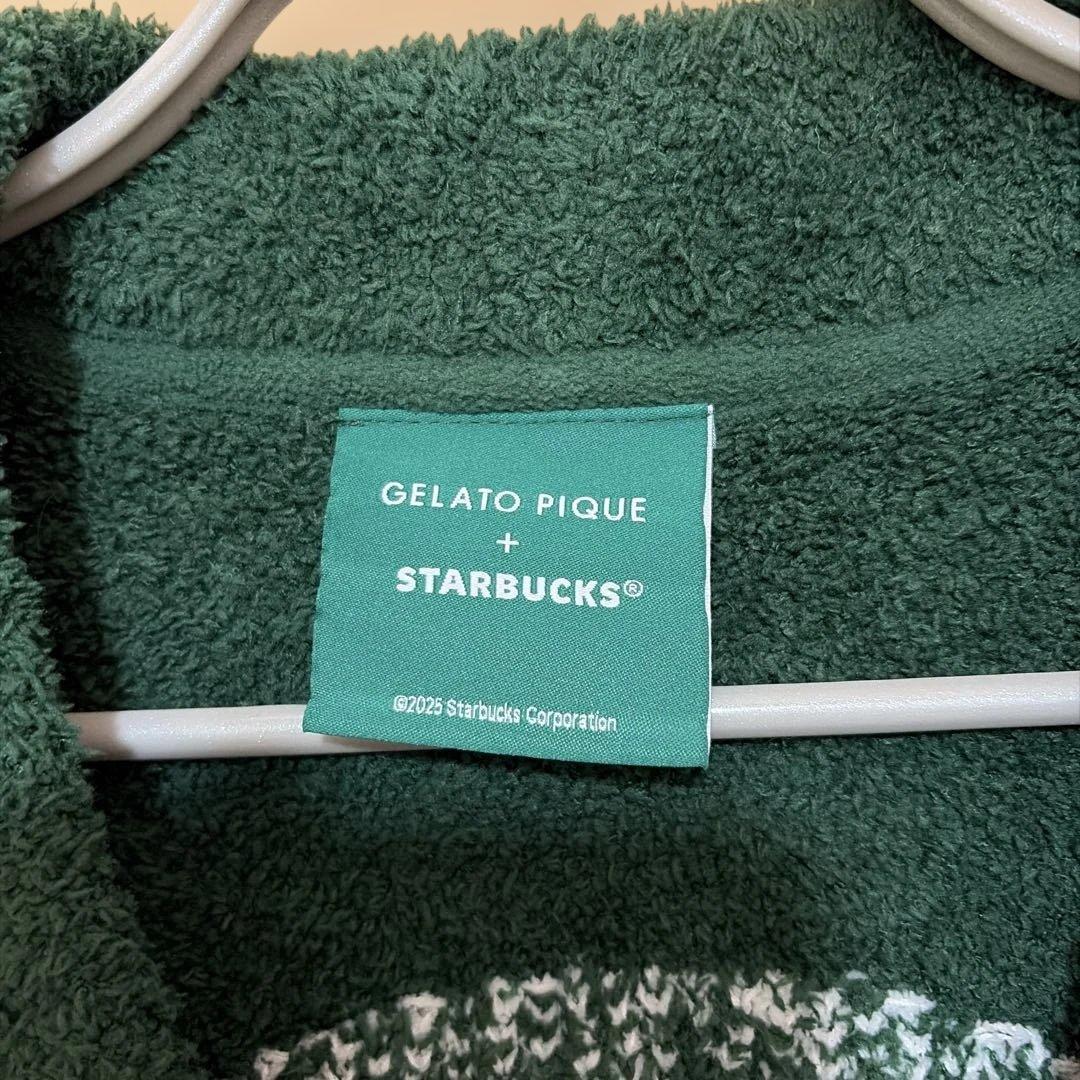 GELATO PIQUE
+
STARBUCKS®
©2025 Starbucks Corporation